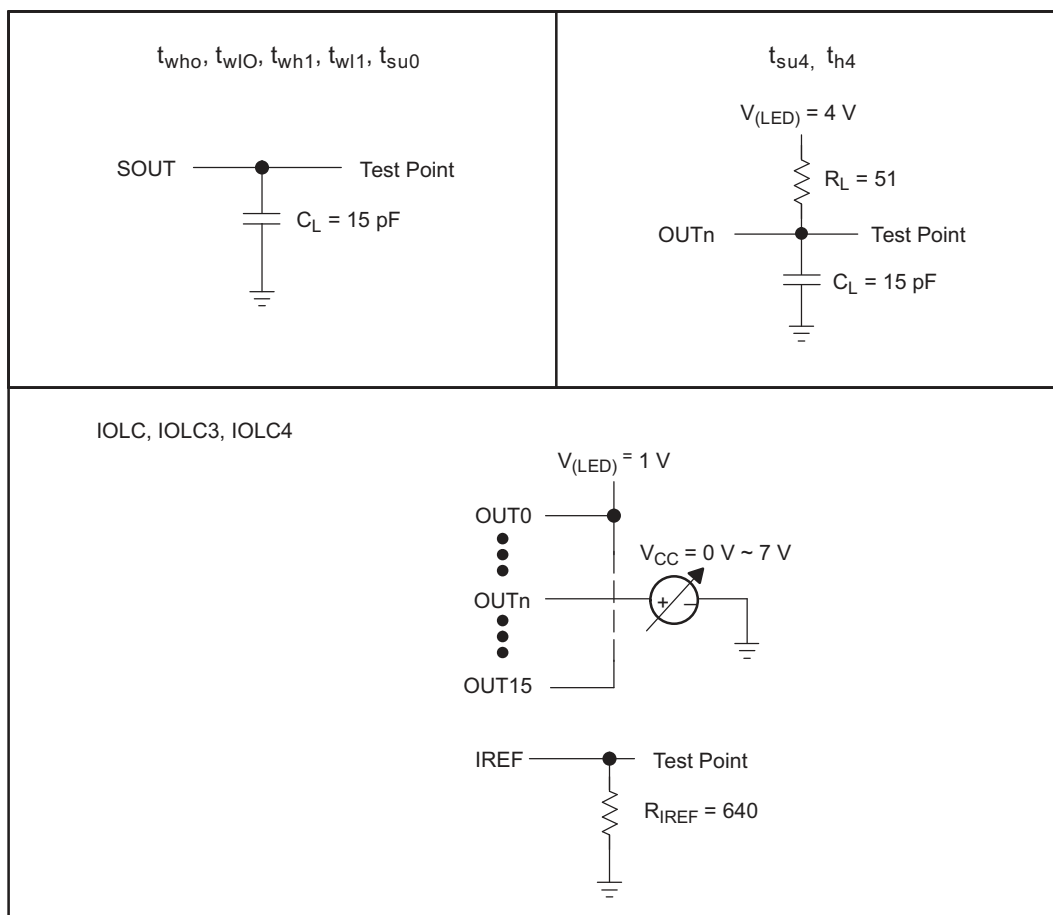 twho, twlO, twh1, twl1, tsu0
SOUT
Test Point
CL = 15 pF
tsu4, th4
V(LED) = 4 V
RL = 51
OUTn
Test Point
CL = 15 pF
IOLC, IOLC3, IOLC4
V(LED) = 1 V
OUT0
VCC = 0 V ~ 7 V
OUTn
+ −
OUT15
IREF
Test Point
RIREF = 640